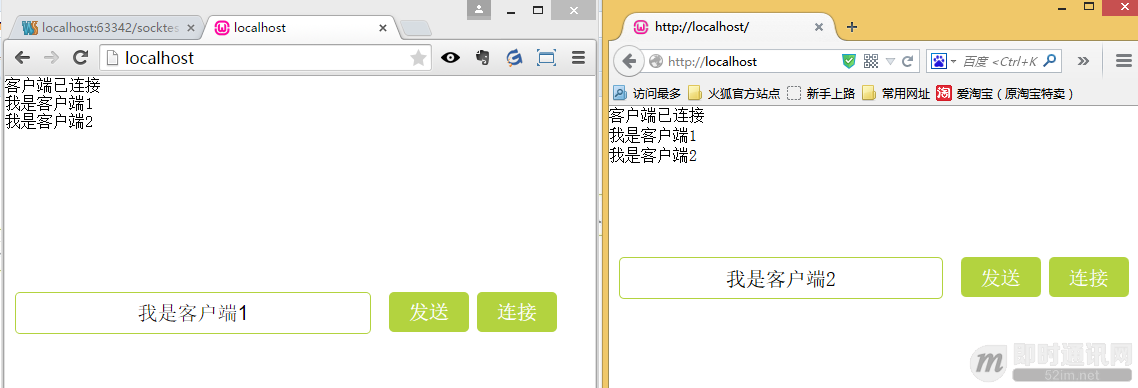 localhost:63342/socktes
localhost
localhost
客户端已连接
我是客户端1
我是客户端2
我是客户端1
发送
连接
http://localhost/
http://localhost
百度 <Ctrl+K
访问最多
火狐官方站点
新手上路
常用网址
淘
爱淘宝（原淘宝特卖）
客户端已连接
我是客户端1
我是客户端2
我是客户端2
发送
连接
即时通讯网
52im.net